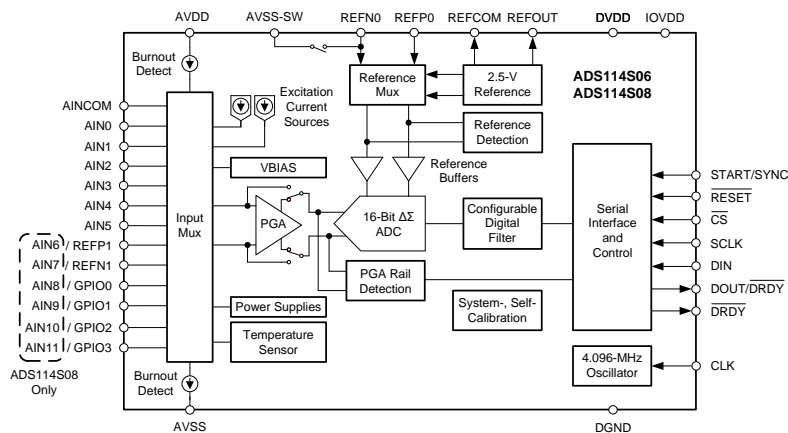 AVDD
AVSS-SW
REFN0
REFP0
REFCOM
REFOUT
DVDD
IOVDD
Burnout
Detect
Reference
Mux
2.5-V
Reference
ADS114S06
ADS114S08
Excitation
Current
Sources
Reference
Detection
AINCOM
AIN0
AIN1
AIN2
AIN3
AIN4
AIN5
AIN6 / REFP1
AIN7 / REFN1
AIN8 / GPIO0
AIN9 / GPIO1
AIN10 / GPIO2
AIN11 / GPIO3
ADS114S08
Only
Input
Mux
VBIAS
PGA
Reference
Buffers
16-Bit ΔΣ
ADC
Configurable
Digital
Filter
Serial
Interface
and
Control
START/SYNC
RESET
CS
SCLK
DIN
DOUT/DRDY
DRDY
PGA Rail
Detection
Power Supplies
System-, Self-
Calibration
Temperature
Sensor
4.096-MHz
Oscillator
CLK
Burnout
Detect
AVSS
DGND